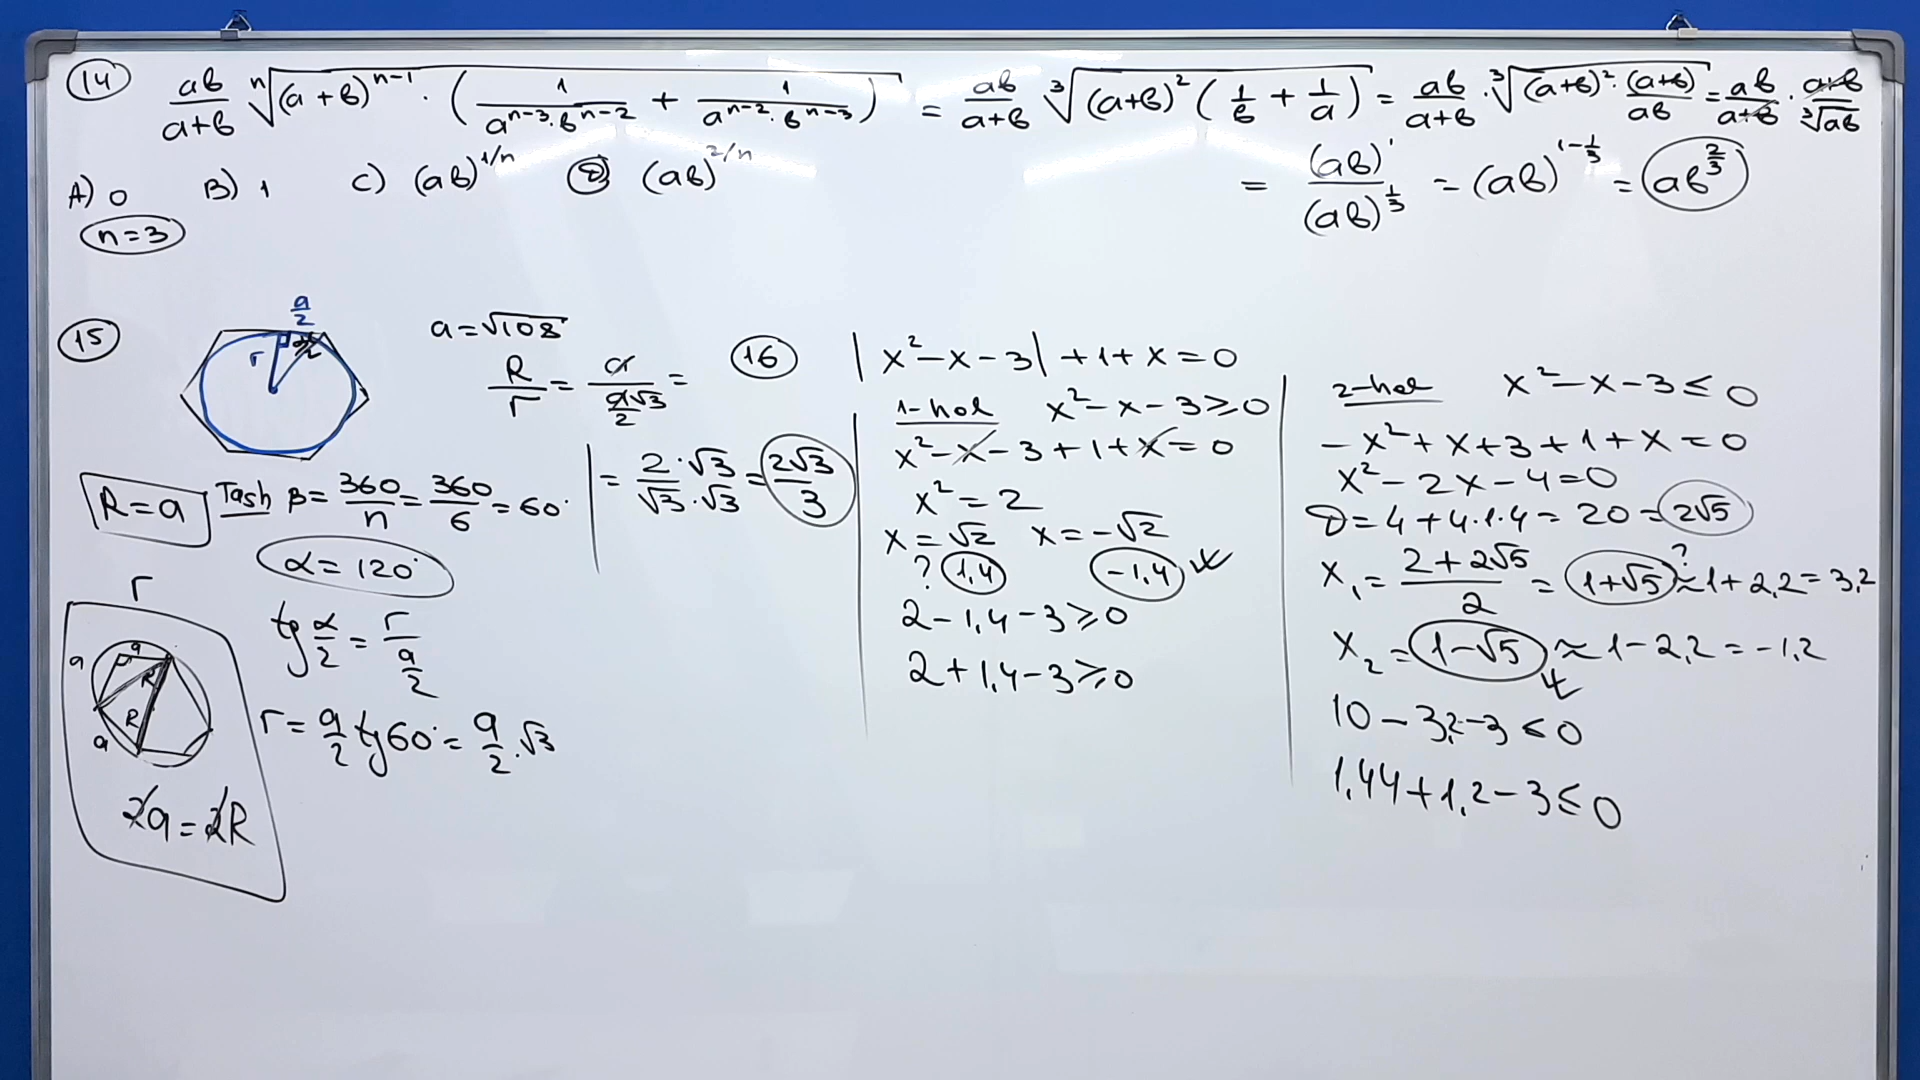 14
ab/(a+b) ⁿ√((a+b)ⁿ⁻¹ · (1/(aⁿ⁻³·bⁿ⁻²) + 1/(aⁿ⁻²·bⁿ⁻³))) = ab/(a+b) ³√((a+b)²(1/b + 1/a)) = ab/(a+b) · ³√((a+b)²·(a+b)/ab) = ab/(a+b) · (a+b)/³√ab
A) 0 B) 1 C) (ab)^(1/n) D) (ab)^(2/n)
= (ab)^1/(ab)^(1/3) = (ab)^(1-1/3) = ab^(2/3)
n=3
15
a/2
r
α/2
a=√108
R/r = a/(a√3/2) =
= 2·√3/(√3·√3) = 2√3/3
R=a
Tash β = 360/n = 360/6 = 60°
α=120°
r
tg α/2 = r/(a/2)
a a R R a
r = a/2 tg60° = a/2·√3
2a=2R
16
|x²-x-3|+1+x=0
1-hol x²-x-3≥0
x²-x-3+1+x=0
x²=2
x=√2 x=-√2
? 1,4 -1,4
2-1,4-3≥0
2+1,4-3≥0
2-hol x²-x-3≤0
-x²+x+3+1+x=0
x²-2x-4=0
D=4+4·1·4=20=2√5
x₁=(2+2√5)/2=1+√5 ? ≈1+2,2=3,2
x₂=1-√5≈1-2,2=-1,2
10-3,2-3≤0
1,44+1,2-3≤0